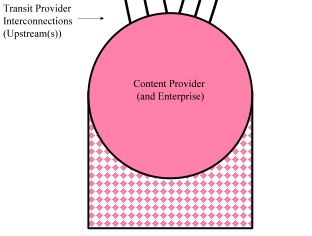 Transit Provider
Interconnections
(Upstream(s))
Content Provider
(and Enterprise)